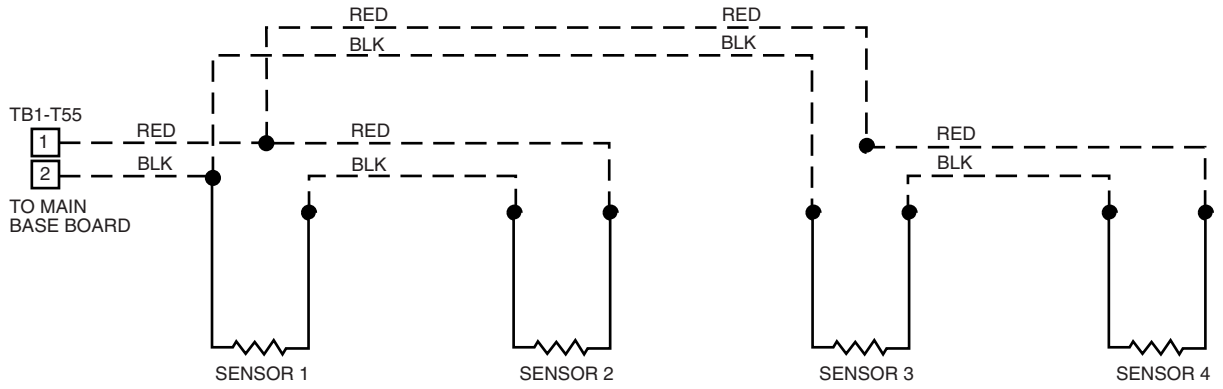 RED RED
BLK BLK
TB1-T55
1 RED RED RED
2 BLK BLK BLK
TO MAIN
BASE BOARD
SENSOR 1 SENSOR 2 SENSOR 3 SENSOR 4